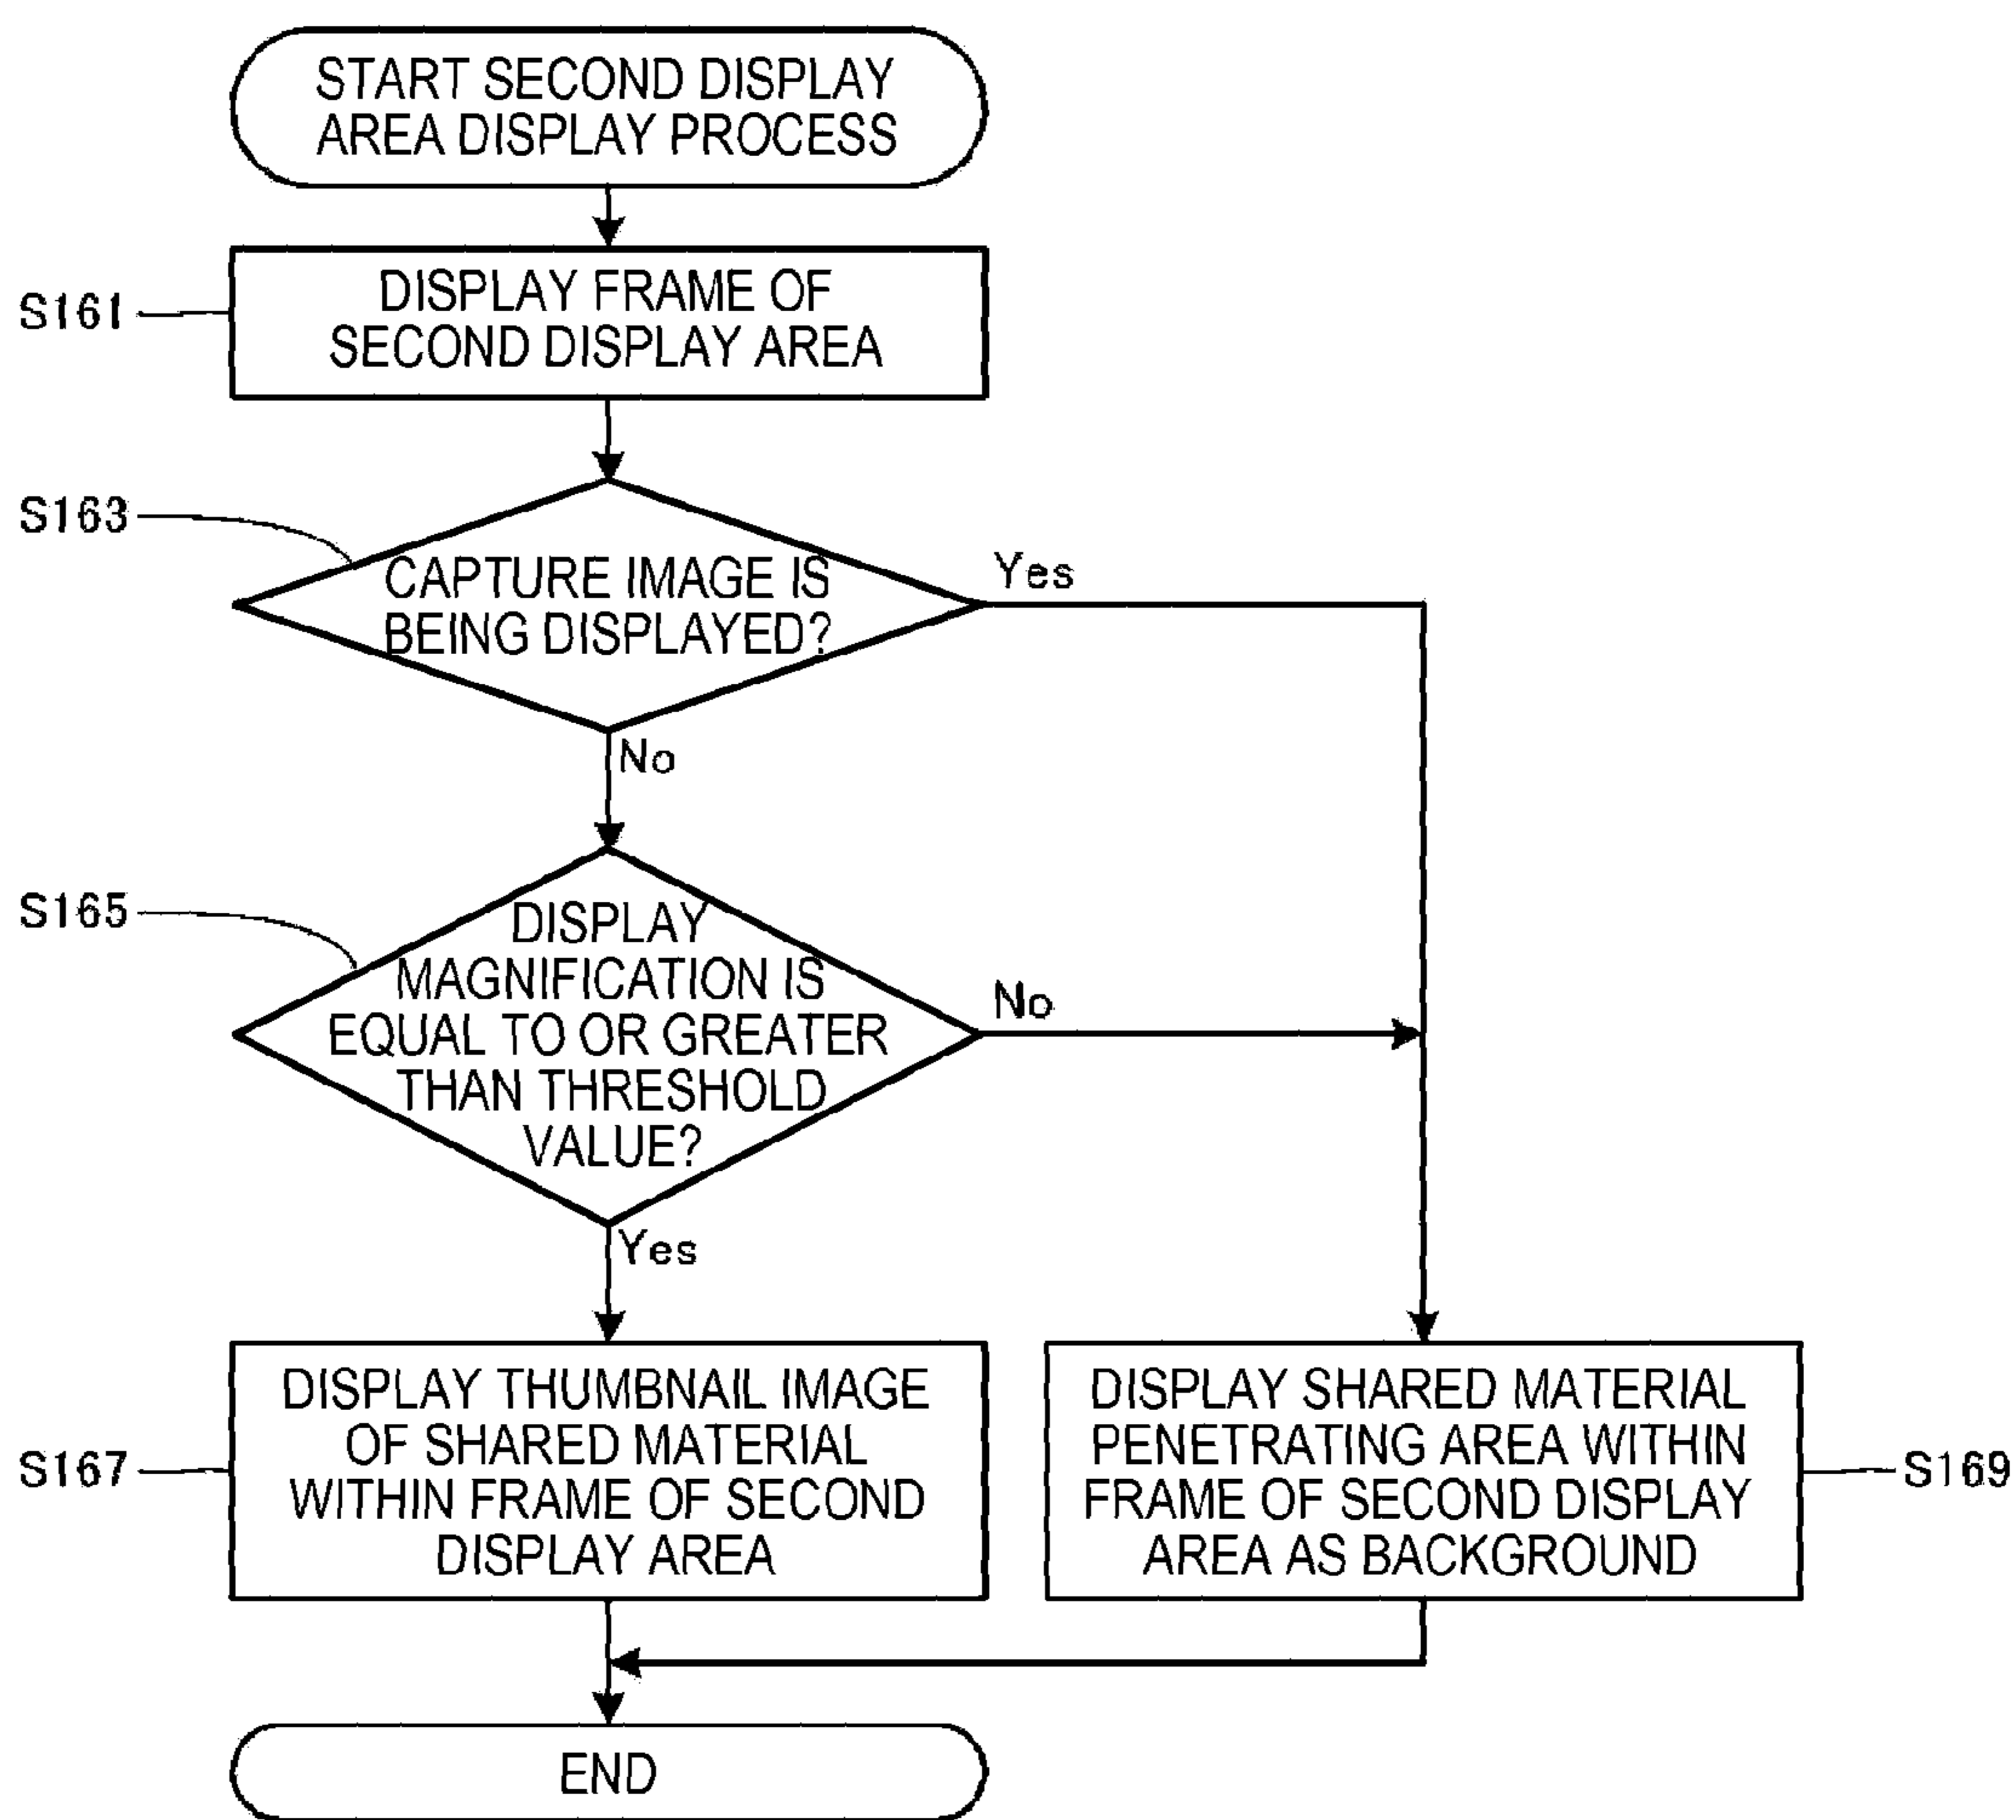 START SECOND DISPLAY
AREA DISPLAY PROCESS
S161
DISPLAY FRAME OF
SECOND DISPLAY AREA
S163
CAPTURE IMAGE IS
BEING DISPLAYED?
Yes
No
S165
DISPLAY
MAGNIFICATION IS
EQUAL TO OR GREATER
THAN THRESHOLD
VALUE?
No
Yes
S167
DISPLAY THUMBNAIL IMAGE
OF SHARED MATERIAL
WITHIN FRAME OF SECOND
DISPLAY AREA
DISPLAY SHARED MATERIAL
PENETRATING AREA WITHIN
FRAME OF SECOND DISPLAY
AREA AS BACKGROUND
S169
END